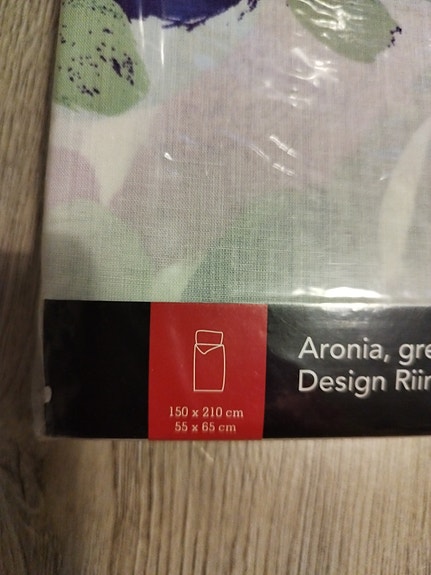 Aronia, gre
Design Riir
150 x 210 cm
55 x 65 cm